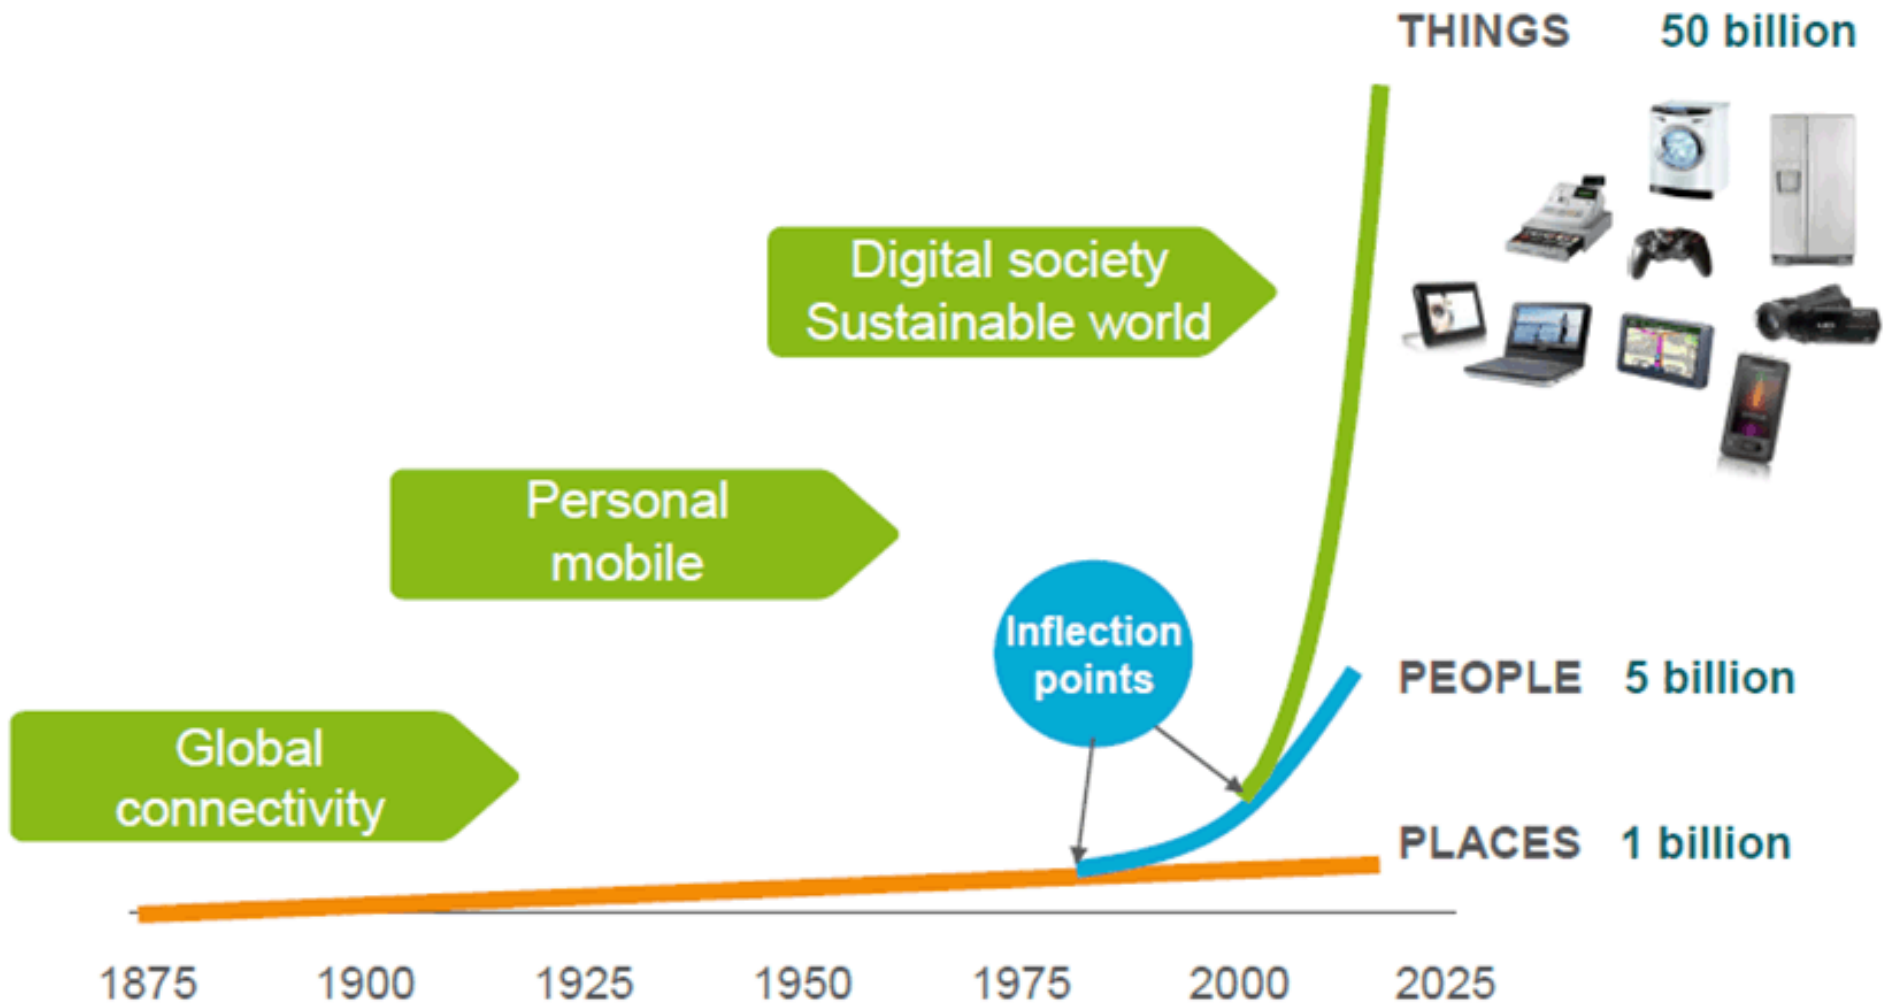 THINGS 50 billion
Digital society
Sustainable world
Personal
mobile
Inflection
points
PEOPLE 5 billion
Global
connectivity
PLACES 1 billion
1875 1900 1925 1950 1975 2000 2025